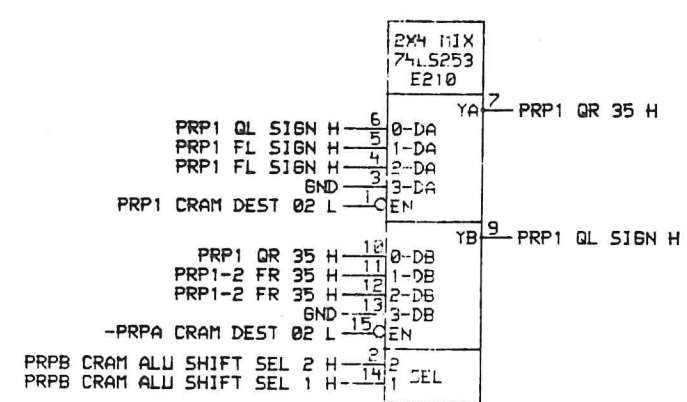 2X4 MIX
74LS253
E210
PRP1 QL SIGN H 6 0-DA YA 7 PRP1 QR 35 H
PRP1 FL SIGN H 5 1-DA
PRP1 FL SIGN H 4 2-DA
GND 3 3-DA
PRP1 CRAM DEST 02 L 1 EN
PRP1 QR 35 H 10 0-DB YB 9 PRP1 QL SIGN H
PRP1-2 FR 35 H 11 1-DB
PRP1-2 FR 35 H 12 2-DB
GND 13 3-DB
-PRPA CRAM DEST 02 L 15 EN
PRPB CRAM ALU SHIFT SEL 2 H 2 2 SEL
PRPB CRAM ALU SHIFT SEL 1 H 14 1